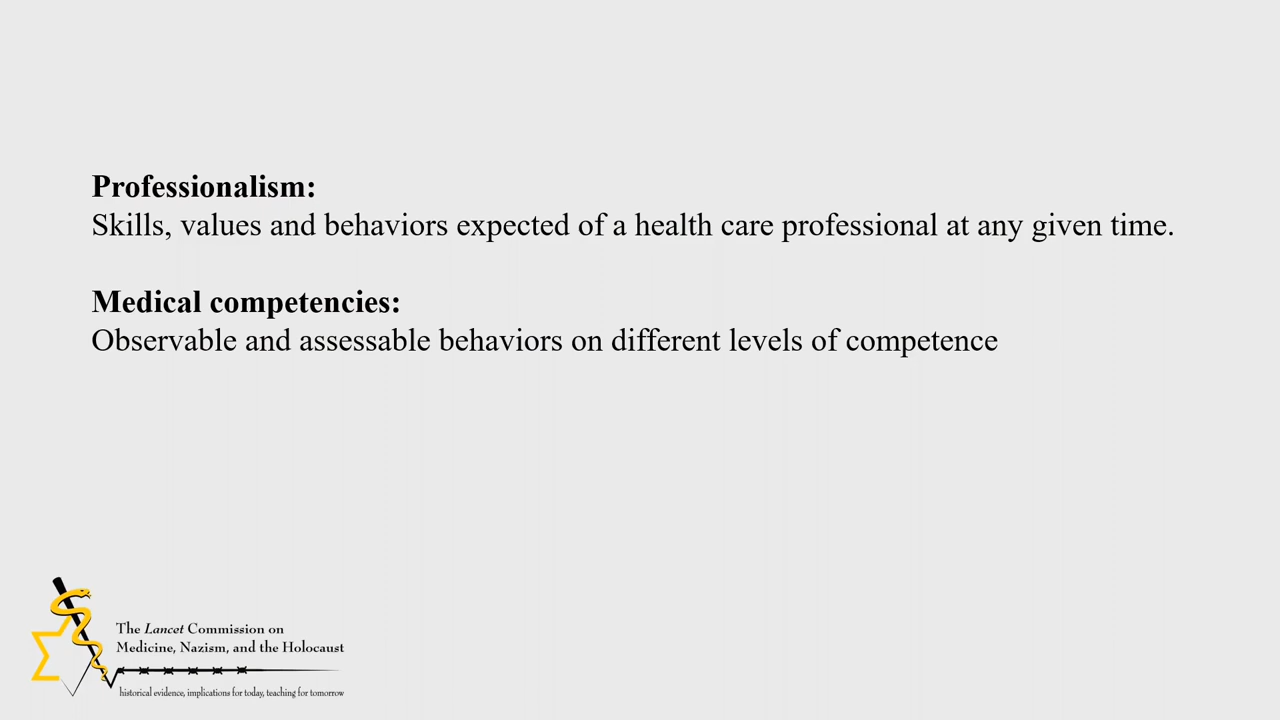 Professionalism:
Skills, values and behaviors expected of a health care professional at any given time.
Medical competencies:
Observable and assessable behaviors on different levels of competence
The Lancet Commission on
Medicine, Nazism, and the Holocaust
historical evidence, implications for today, teaching for tomorrow